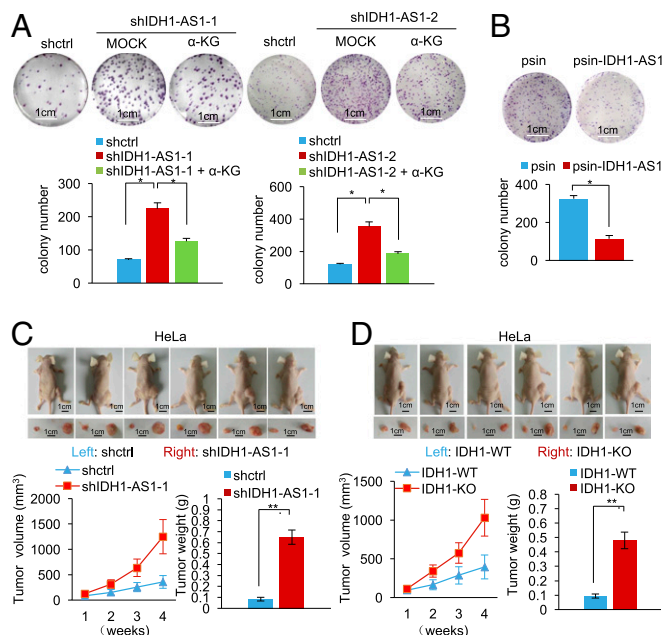 A
shIDH1-AS1-1
shIDH1-AS1-2
shctrl MOCK α-KG shctrl MOCK α-KG
1cm 1cm 1cm 1cm 1cm 1cm
shctrl
shIDH1-AS1-1
shIDH1-AS1-1 + α-KG
colony number
300
200
100
0
* *
shctrl
shIDH1-AS1-2
shIDH1-AS1-2 + α-KG
colony number
600
400
200
0
* *
B
psin psin-IDH1-AS1
1cm 1cm
psin psin-IDH1-AS1
colony number
400
200
0
*
C
HeLa
1cm 1cm 1cm 1cm 1cm 1cm
1cm 1cm 1cm 1cm 1cm 1cm
Left: shctrl Right: shIDH1-AS1-1
shctrl
shIDH1-AS1-1
Tumor volume (mm³)
2000
1500
1000
500
0
1 2 3 4
(weeks)
shctrl
shIDH1-AS1-1
Tumor weight (g)
1
0.9
0.8
0.7
0.6
0.5
0.4
0.3
0.2
0.1
0
**
D
HeLa
1cm 1cm 1cm 1cm 1cm 1cm
1cm 1cm 1cm 1cm 1cm 1cm
Left: IDH1-WT Right: IDH1-KO
IDH1-WT
IDH1-KO
Tumor volume (mm³)
1500
1000
500
0
1 2 3 4
(weeks)
IDH1-WT
IDH1-KO
Tumor weight (g)
0.8
0.7
0.6
0.5
0.4
0.3
0.2
0.1
0
**